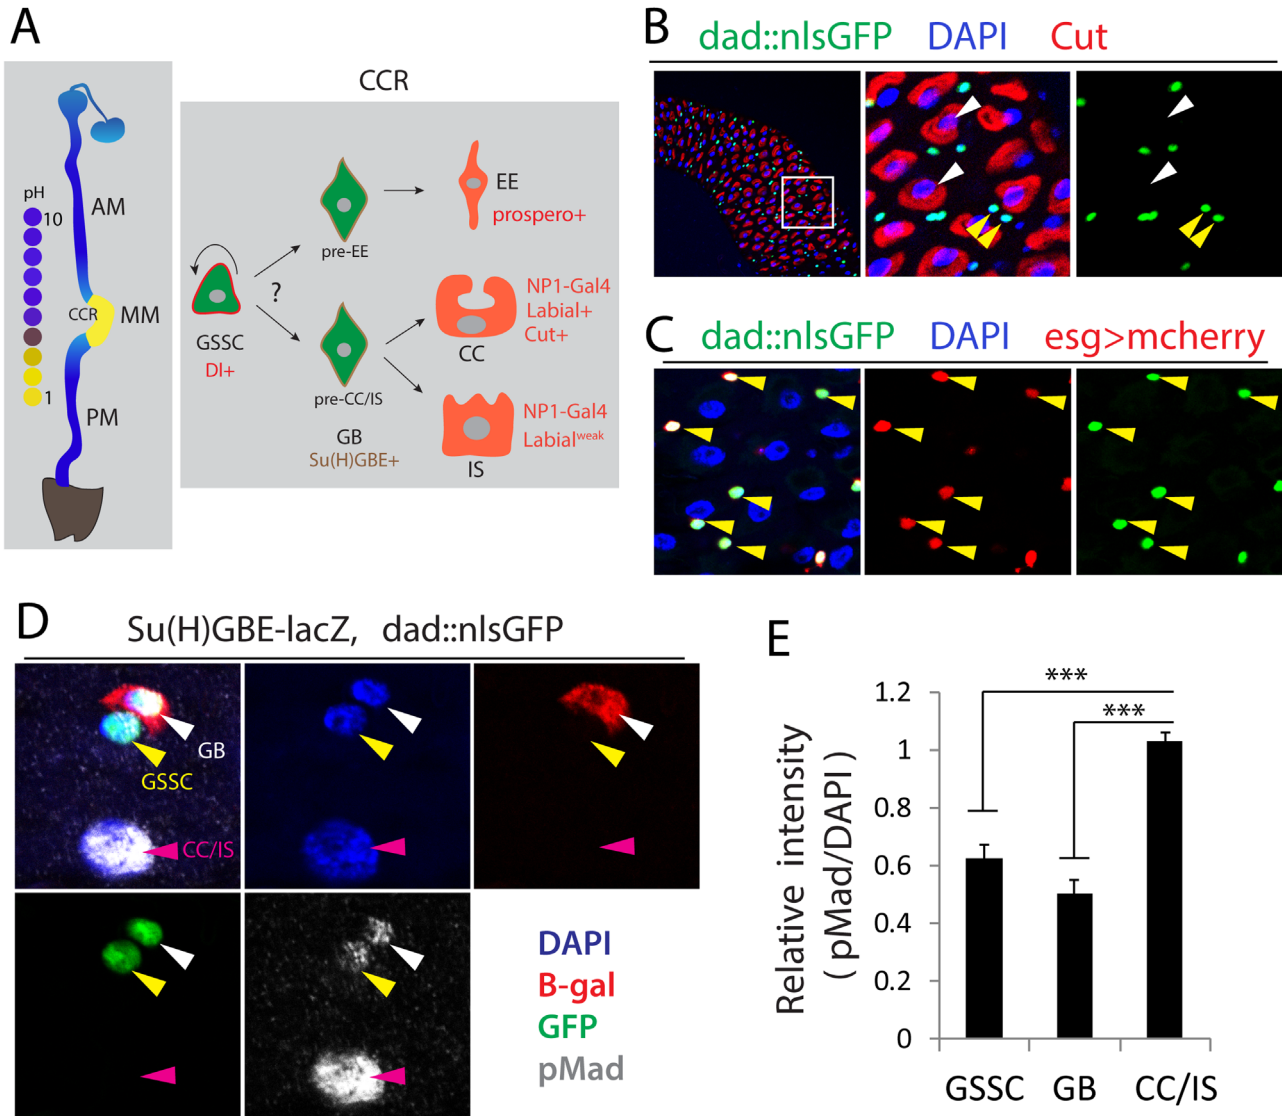 A
pH
10
1
AM
CCR
MM
PM
CCR
GSSC
Dl+
?
pre-EE
pre-CC/IS
GB
Su(H)GBE+
EE
prospero+
CC
NP1-Gal4
Labial+
Cut+
IS
NP1-Gal4
Labialweak
B
dad::nlsGFP DAPI Cut
C
dad::nlsGFP DAPI esg>mcherry
D
Su(H)GBE-lacZ, dad::nlsGFP
GB
GSSC
CC/IS
DAPI
B-gal
GFP
pMad
E
Relative intensity
( pMad/DAPI )
1.2
1
0.8
0.6
0.4
0.2
0
***
***
GSSC GB CC/IS